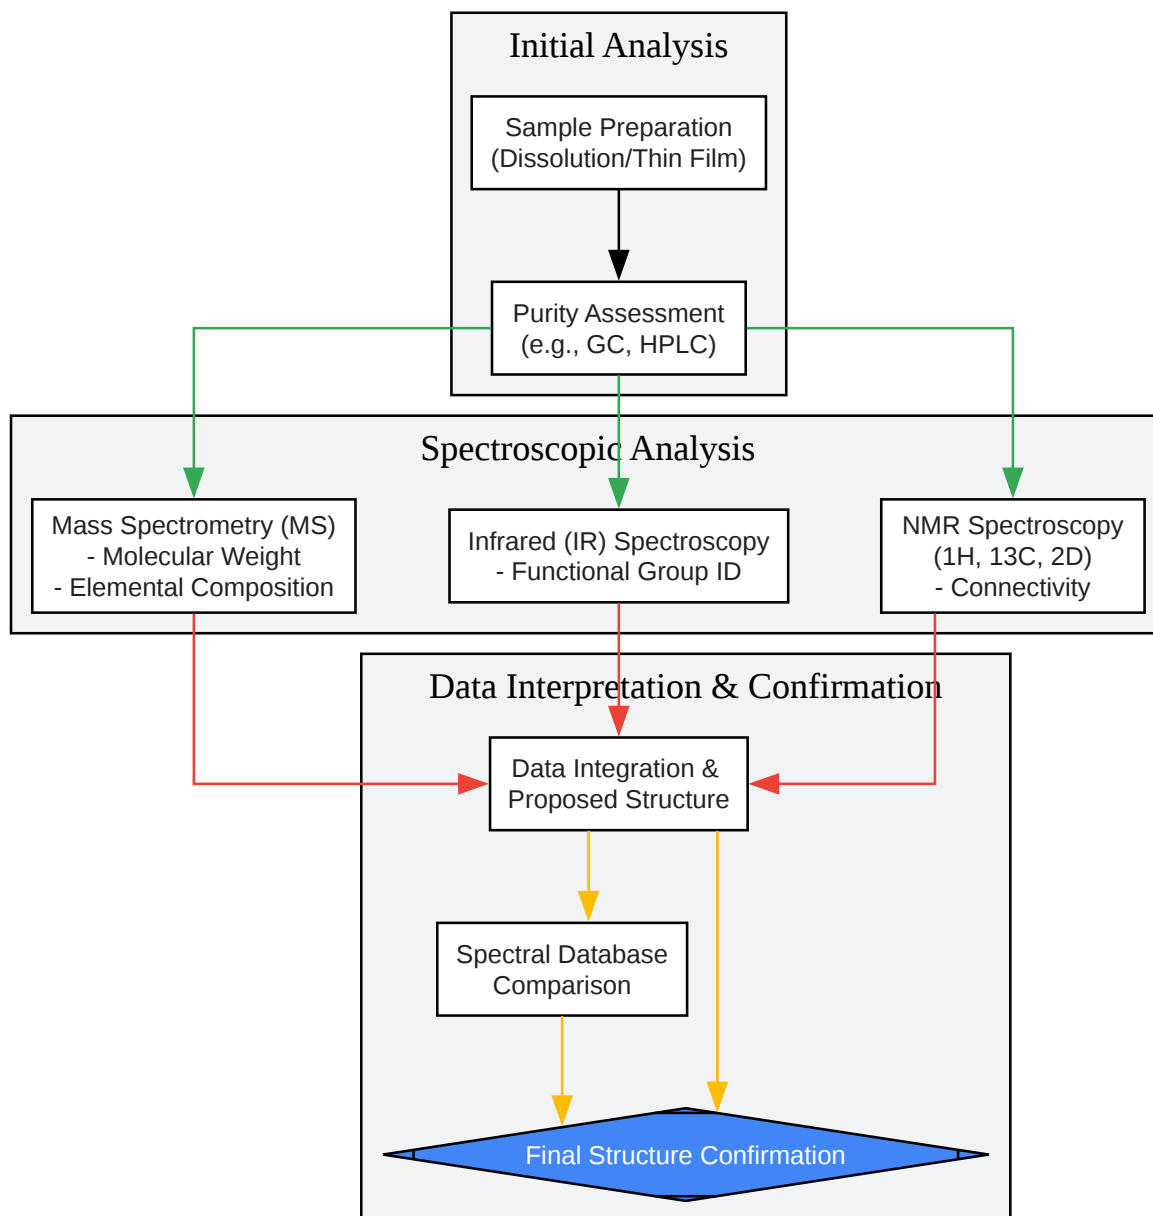 Initial Analysis
Sample Preparation
(Dissolution/Thin Film)
Purity Assessment
(e.g., GC, HPLC)
Spectroscopic Analysis
Mass Spectrometry (MS)
- Molecular Weight
- Elemental Composition
Infrared (IR) Spectroscopy
- Functional Group ID
NMR Spectroscopy
(1H, 13C, 2D)
- Connectivity
Data Interpretation & Confirmation
Data Integration &
Proposed Structure
Spectral Database
Comparison
Final Structure Confirmation